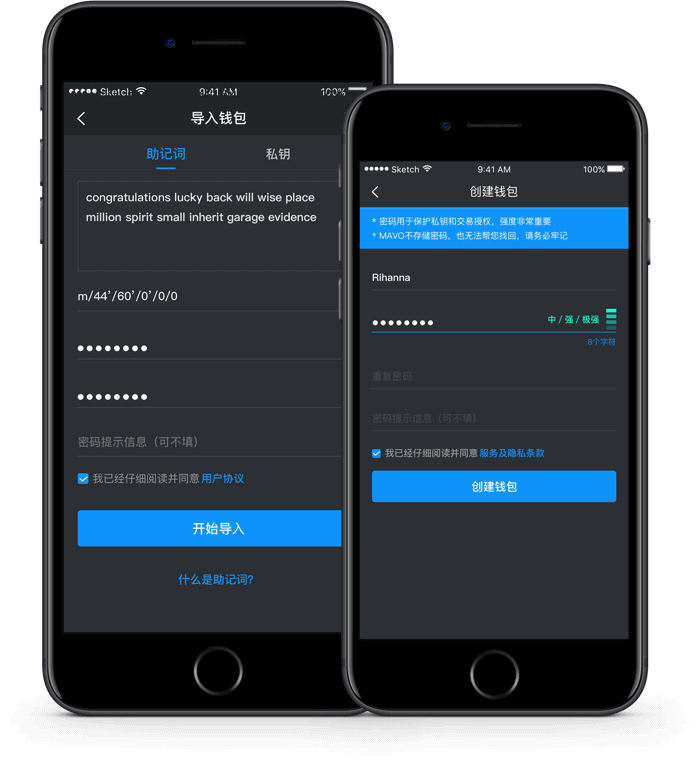 Sketch
9:41 AM
100%
导入钱包
助记词
私钥
congratulations lucky back will wise place
million spirit small inherit garage evidence
m/44’/60’/0’/0/0
密码提示信息（可不填）
我已经仔细阅读并同意 用户协议
开始导入
什么是助记词?
Sketch
9:41 AM
100%
创建钱包
* 密码用于保护私钥和交易授权，强度非常重要
* MAVO不存储密码，也无法帮您找回，请务必牢记
Rihanna
中 / 强 / 极强
8个字符
重复密码
密码提示信息（可不填）
我已经仔细阅读并同意 服务及隐私条款
创建钱包